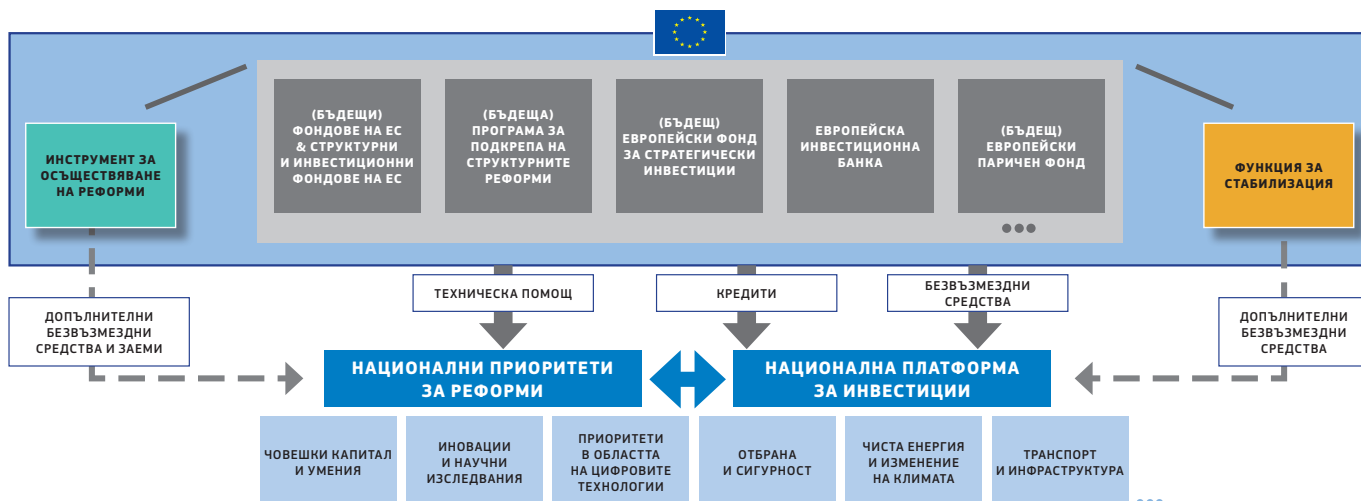 ИНСТРУМЕНТ ЗА
ОСЪЩЕСТВЯВАНЕ
НА РЕФОРМИ
(БЪДЕЩИ)
ФОНДОВЕ НА ЕС
& СТРУКТУРНИ
И ИНВЕСТИЦИОННИ
ФОНДОВЕ НА ЕС
(БЪДЕЩА)
ПРОГРАМА ЗА
ПОДКРЕПА НА
СТРУКТУРНИТЕ
РЕФОРМИ
(БЪДЕЩ)
ЕВРОПЕЙСКИ ФОНД
ЗА СТРАТЕГИЧЕСКИ
ИНВЕСТИЦИИ
ЕВРОПЕЙСКА
ИНВЕСТИЦИОННА
БАНКА
(БЪДЕЩ)
ЕВРОПЕЙСКИ
ПАРИЧЕН ФОНД
ФУНКЦИЯ ЗА
СТАБИЛИЗАЦИЯ
ДОПЪЛНИТЕЛНИ
БЕЗВЪЗМЕЗДНИ
СРЕДСТВА И ЗАЕМИ
ТЕХНИЧЕСКА ПОМОЩ
КРЕДИТИ
БЕЗВЪЗМЕЗДНИ
СРЕДСТВА
ДОПЪЛНИТЕЛНИ
БЕЗВЪЗМЕЗДНИ
СРЕДСТВА
НАЦИОНАЛНИ ПРИОРИТЕТИ
ЗА РЕФОРМИ
НАЦИОНАЛНА ПЛАТФОРМА
ЗА ИНВЕСТИЦИИ
ЧОВЕШКИ КАПИТАЛ
И УМЕНИЯ
ИНОВАЦИИ
И НАУЧНИ
ИЗСЛЕДВАНИЯ
ПРИОРИТЕТИ
В ОБЛАСТТА
НА ЦИФРОВИТЕ
ТЕХНОЛОГИИ
ОТБРАНА
И СИГУРНОСТ
ЧИСТА ЕНЕРГИЯ
И ИЗМЕНЕНИЕ
НА КЛИМАТА
ТРАНСПОРТ
И ИНФРАСТРУКТУРА